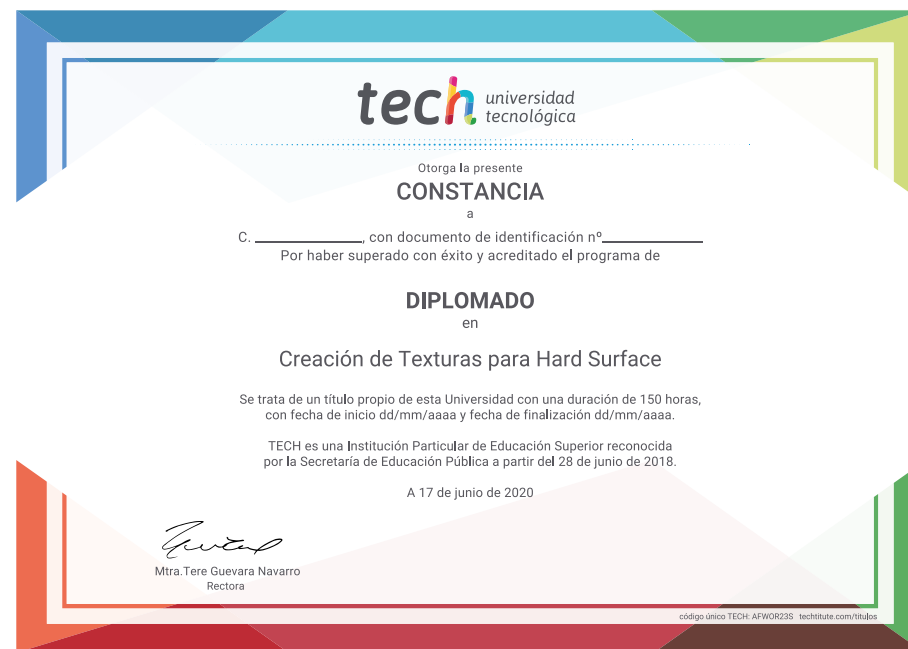 tech universidad
tecnológica
Otorga la presente
CONSTANCIA
a
C. ______________, con documento de identificación nº_____________
Por haber superado con éxito y acreditado el programa de
DIPLOMADO
en
Creación de Texturas para Hard Surface
Se trata de un título propio de esta Universidad con una duración de 150 horas,
con fecha de inicio dd/mm/aaaa y fecha de finalización dd/mm/aaaa.
TECH es una Institución Particular de Educación Superior reconocida
por la Secretaría de Educación Pública a partir del 28 de junio de 2018.
A 17 de junio de 2020
Mtra.Tere Guevara Navarro
Rectora
código único TECH: AFWOR23S techtitute.com/titulos